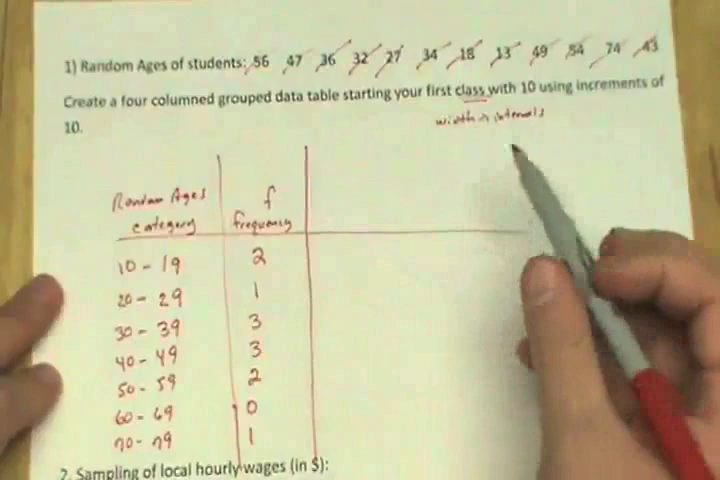 1) Random Ages of students: 56 47 36 32 27 34 18 13 49 54 74 43
Create a four columned grouped data table starting your first class with 10 using increments of
10.
width intervals
Random Ages f
category frequency
10 - 19 2
20 - 29 1
30 - 39 3
40 - 49 3
50 - 59 2
60 - 69 0
70 - 79 1
2. Sampling of local hourly wages (in $):